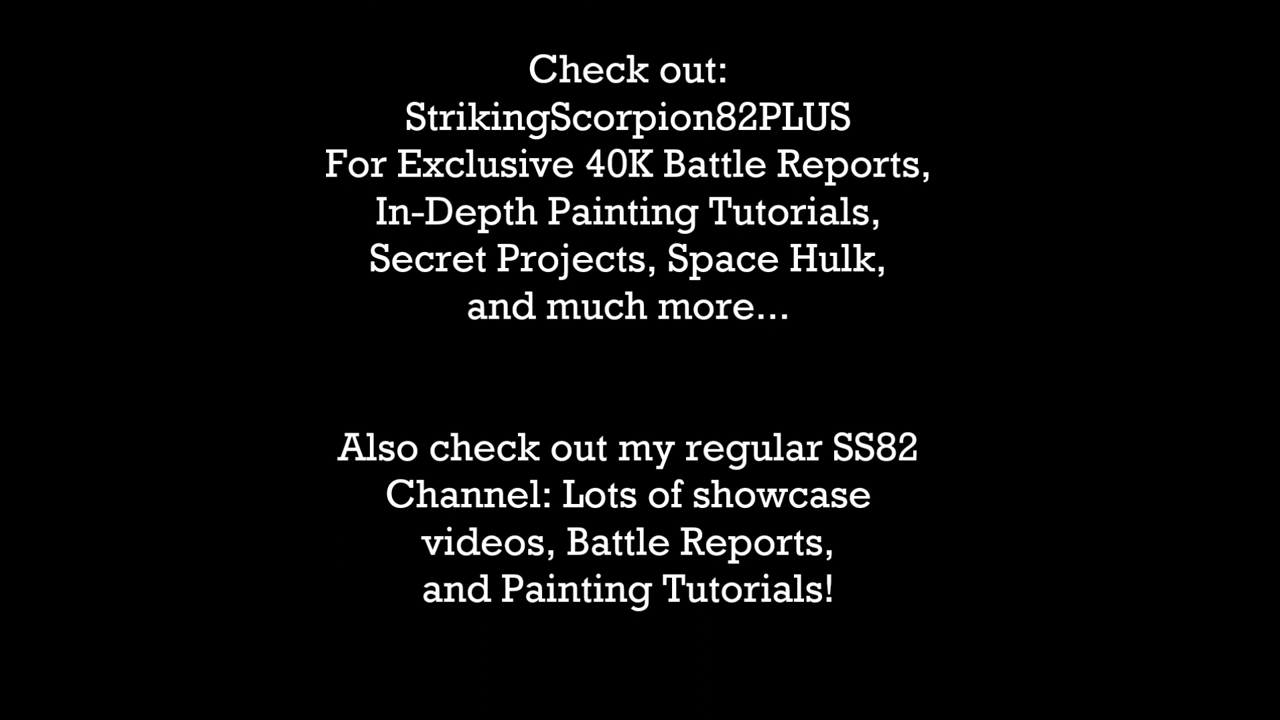 Check out:
StrikingScorpion82PLUS
For Exclusive 40K Battle Reports,
In-Depth Painting Tutorials,
Secret Projects, Space Hulk,
and much more...
Also check out my regular SS82
Channel: Lots of showcase
videos, Battle Reports,
and Painting Tutorials!